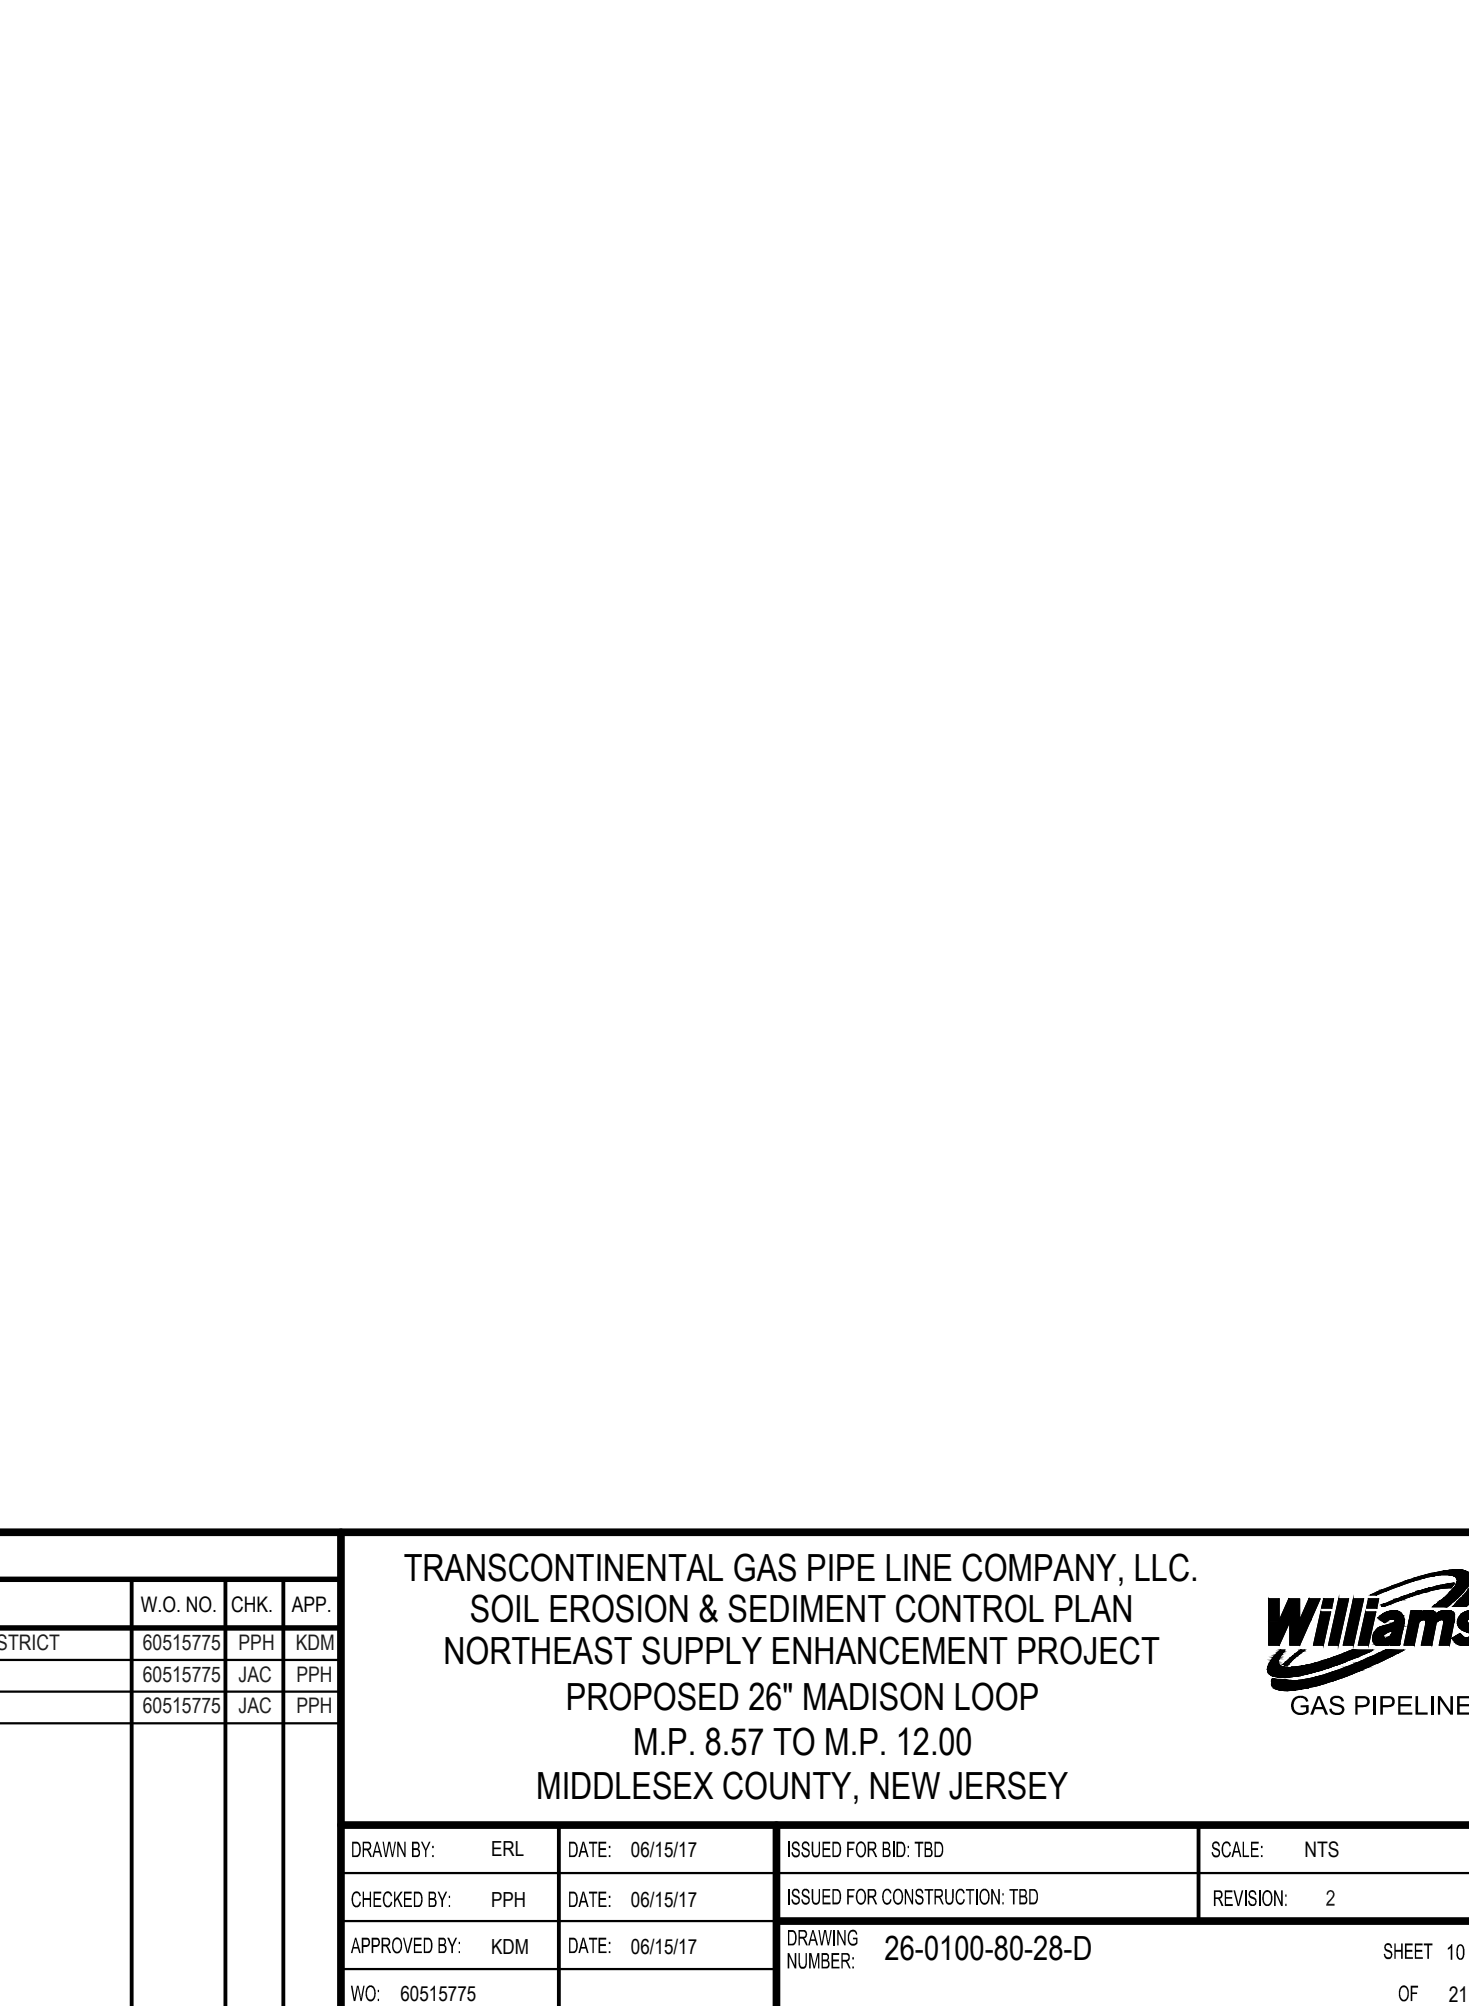 W.O. NO. CHK. APP.
STRICT 60515775 PPH KDM
60515775 JAC PPH
60515775 JAC PPH
TRANSCONTINENTAL GAS PIPE LINE COMPANY, LLC.
SOIL EROSION & SEDIMENT CONTROL PLAN
NORTHEAST SUPPLY ENHANCEMENT PROJECT
PROPOSED 26" MADISON LOOP
M.P. 8.57 TO M.P. 12.00
MIDDLESEX COUNTY, NEW JERSEY
Williams
GAS PIPELINE
DRAWN BY: ERL DATE: 06/15/17 ISSUED FOR BID: TBD SCALE: NTS
CHECKED BY: PPH DATE: 06/15/17 ISSUED FOR CONSTRUCTION: TBD REVISION: 2
APPROVED BY: KDM DATE: 06/15/17 DRAWING NUMBER: 26-0100-80-28-D SHEET 10
WO: 60515775 OF 21